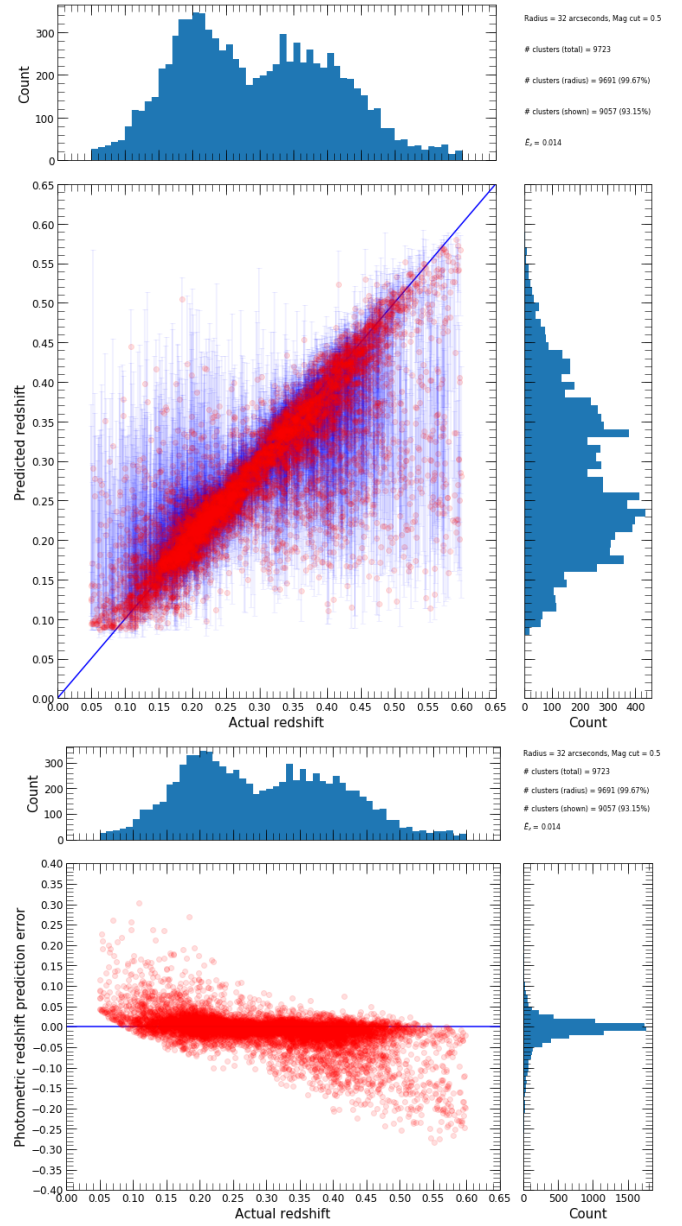 300
200
100
0
Count
Radius = 32 arcseconds, Mag cut = 0.5
# clusters (total) = 9723
# clusters (radius) = 9691 (99.67%)
# clusters (shown) = 9057 (93.15%)
Ēz = 0.014
0.65
0.60
0.55
0.50
0.45
0.40
0.35
0.30
0.25
0.20
0.15
0.10
0.05
0.00
Predicted redshift
0.00 0.05 0.10 0.15 0.20 0.25 0.30 0.35 0.40 0.45 0.50 0.55 0.60 0.65
Actual redshift
0 100 200 300 400
Count
300
200
100
0
Count
Radius = 32 arcseconds, Mag cut = 0.5
# clusters (total) = 9723
# clusters (radius) = 9691 (99.67%)
# clusters (shown) = 9057 (93.15%)
Ēz = 0.014
0.40
0.35
0.30
0.25
0.20
0.15
0.10
0.05
0.00
−0.05
−0.10
−0.15
−0.20
−0.25
−0.30
−0.35
−0.40
Photometric redshift prediction error
0.00 0.05 0.10 0.15 0.20 0.25 0.30 0.35 0.40 0.45 0.50 0.55 0.60 0.65
Actual redshift
0 500 1000 1500
Count